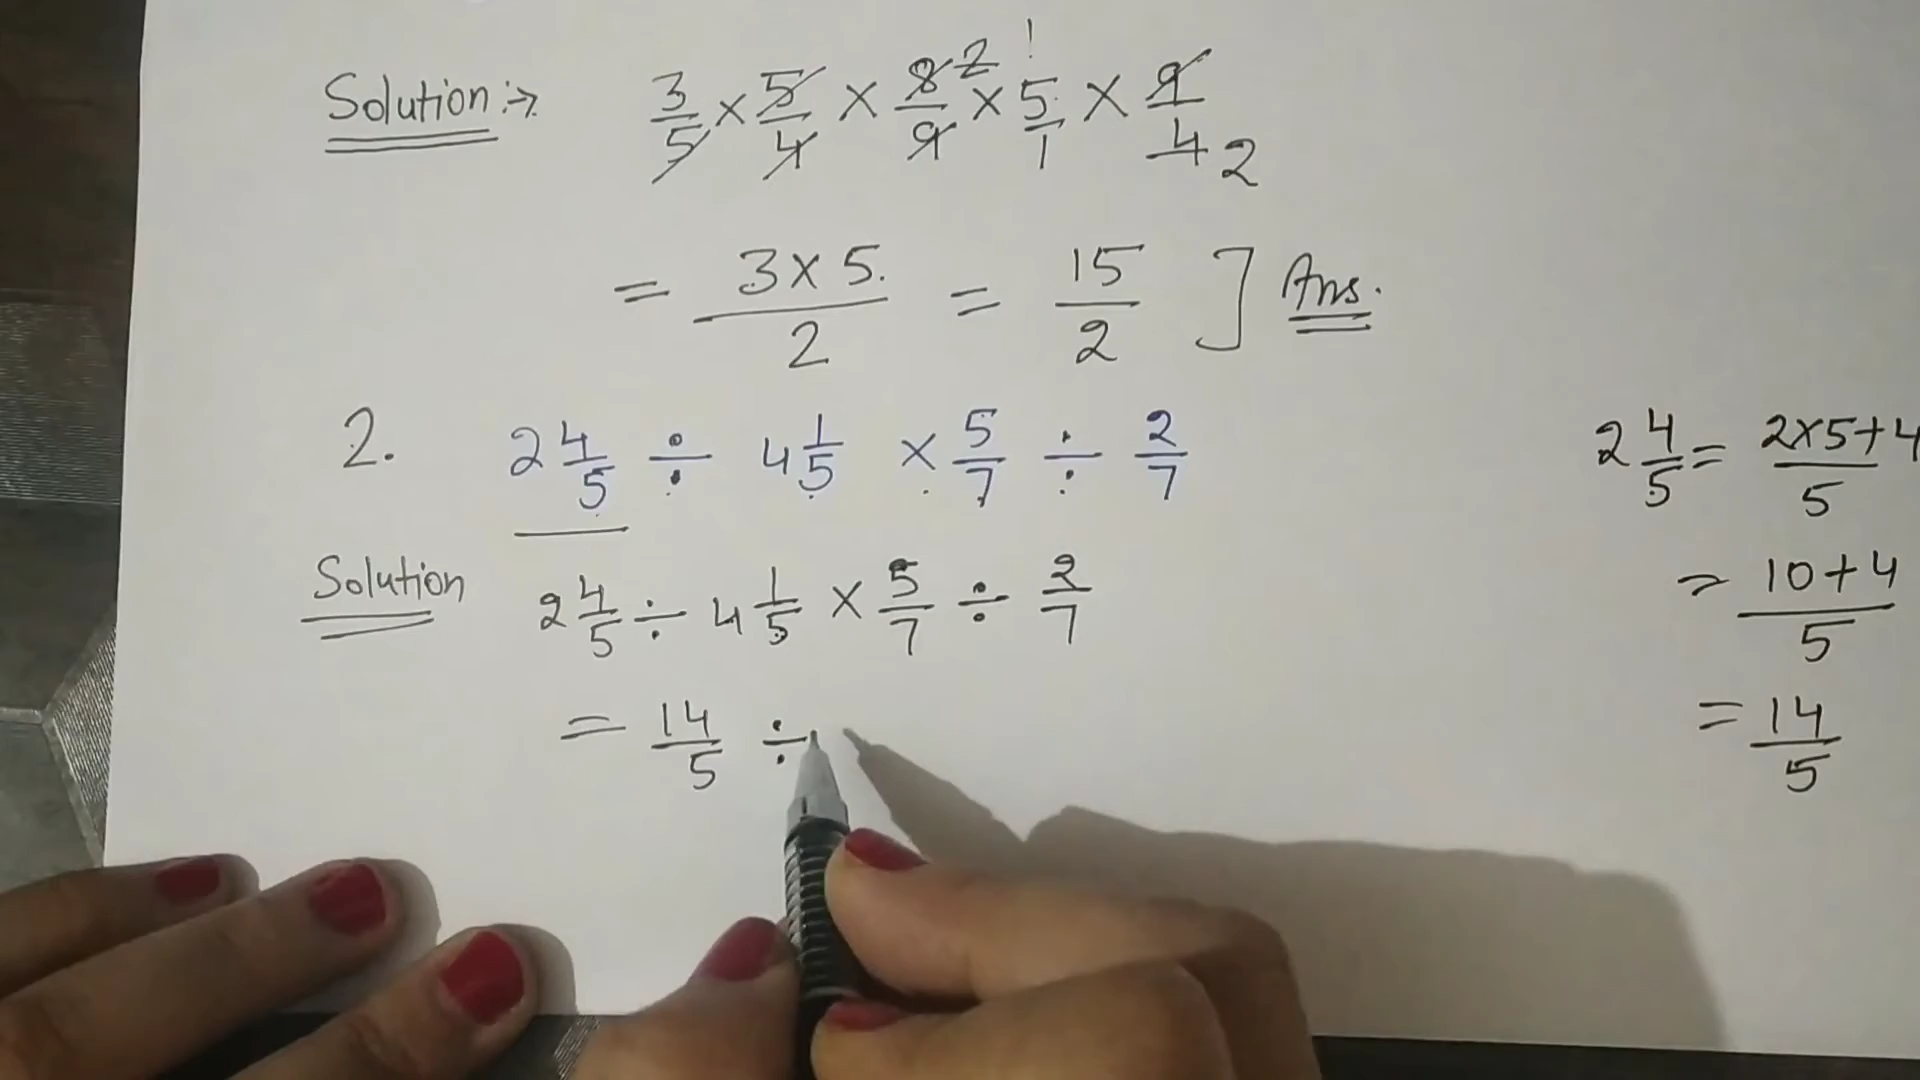 Solution :→ 3/5 × 5/4 × 8/9 2 × 5/1 ! × 9/4 2
= 3×5. / 2 = 15/2 ] Ans.
2. 2 4/5 ÷ 4 1/5 × 5/7 ÷ 2/7
Solution 2 4/5 ÷ 4 1/5 × 5/7 ÷ 2/7
= 14/5 ÷
2 4/5 = 2×5+4 / 5
= 10+4 / 5
= 14/5